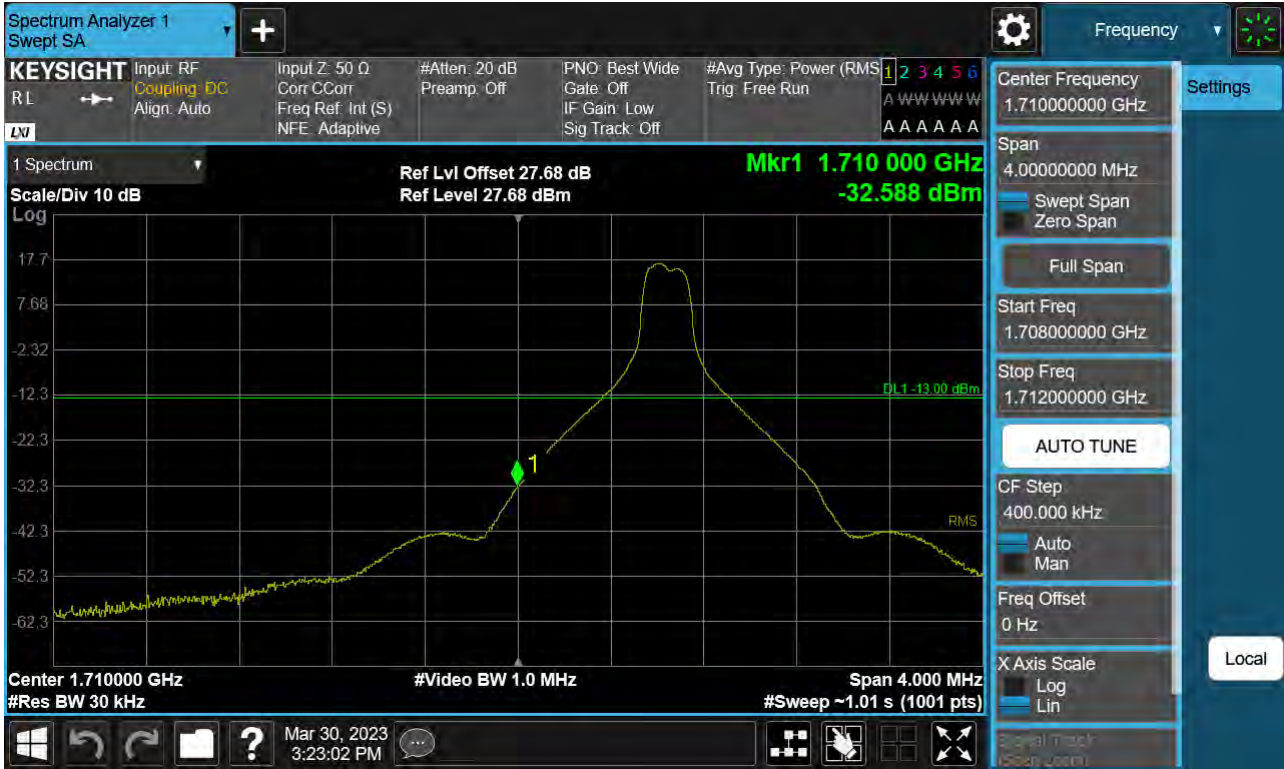 Spectrum Analyzer 1
Swept SA
Frequency
KEYSIGHT
RL
LXI
Input: RF
Coupling: DC
Align: Auto
Input Z: 50 Ω
Corr CCorr
Freq Ref: Int (S)
NFE: Adaptive
#Atten: 20 dB
Preamp: Off
PNO: Best Wide
Gate: Off
IF Gain: Low
Sig Track: Off
#Avg Type: Power (RMS
Trig: Free Run
1 2 3 4 5 6
A W W W W W
A A A A A A
1 Spectrum
Scale/Div 10 dB
Log
Ref Lvl Offset 27.68 dB
Ref Level 27.68 dBm
Mkr1 1.710 000 GHz
-32.588 dBm
17.7
7.68
-2.32
-12.3
-22.3
-32.3
-42.3
-52.3
-62.3
DL1 -13.00 dBm
1
RMS
Center 1.710000 GHz
#Video BW 1.0 MHz
Span 4.000 MHz
#Res BW 30 kHz
#Sweep ~1.01 s (1001 pts)
Mar 30, 2023
3:23:02 PM
?
Center Frequency
1.710000000 GHz
Settings
Span
4.00000000 MHz
Swept Span
Zero Span
Full Span
Start Freq
1.708000000 GHz
Stop Freq
1.712000000 GHz
AUTO TUNE
CF Step
400.000 kHz
Auto
Man
Freq Offset
0 Hz
X Axis Scale
Log
Lin
Local
Signal Track
(Span Zoom)